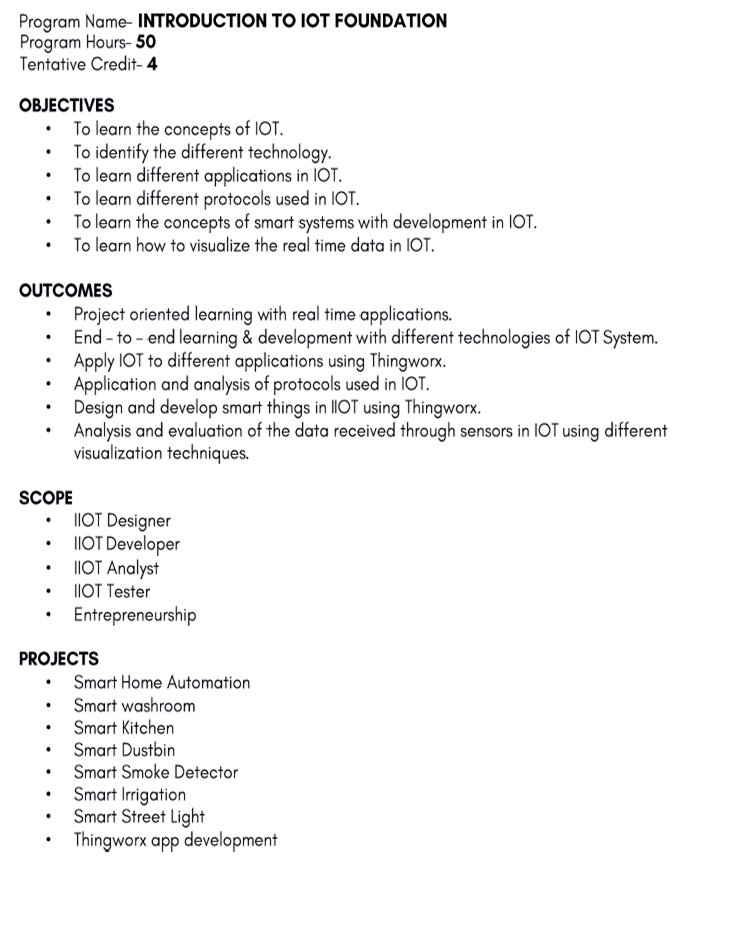 Program Name- INTRODUCTION TO IOT FOUNDATION
Program Hours- 50
Tentative Credit- 4
OBJECTIVES
• To learn the concepts of IOT.
• To identify the different technology.
• To learn different applications in IOT.
• To learn different protocols used in IOT.
• To learn the concepts of smart systems with development in IOT.
• To learn how to visualize the real time data in IOT.
OUTCOMES
• Project oriented learning with real time applications.
• End – to – end learning & development with different technologies of IOT System.
• Apply IOT to different applications using Thingworx.
• Application and analysis of protocols used in IOT.
• Design and develop smart things in IIOT using Thingworx.
• Analysis and evaluation of the data received through sensors in IOT using different
visualization techniques.
SCOPE
• IIOT Designer
• IIOT Developer
• IIOT Analyst
• IIOT Tester
• Entrepreneurship
PROJECTS
• Smart Home Automation
• Smart washroom
• Smart Kitchen
• Smart Dustbin
• Smart Smoke Detector
• Smart Irrigation
• Smart Street Light
• Thingworx app development